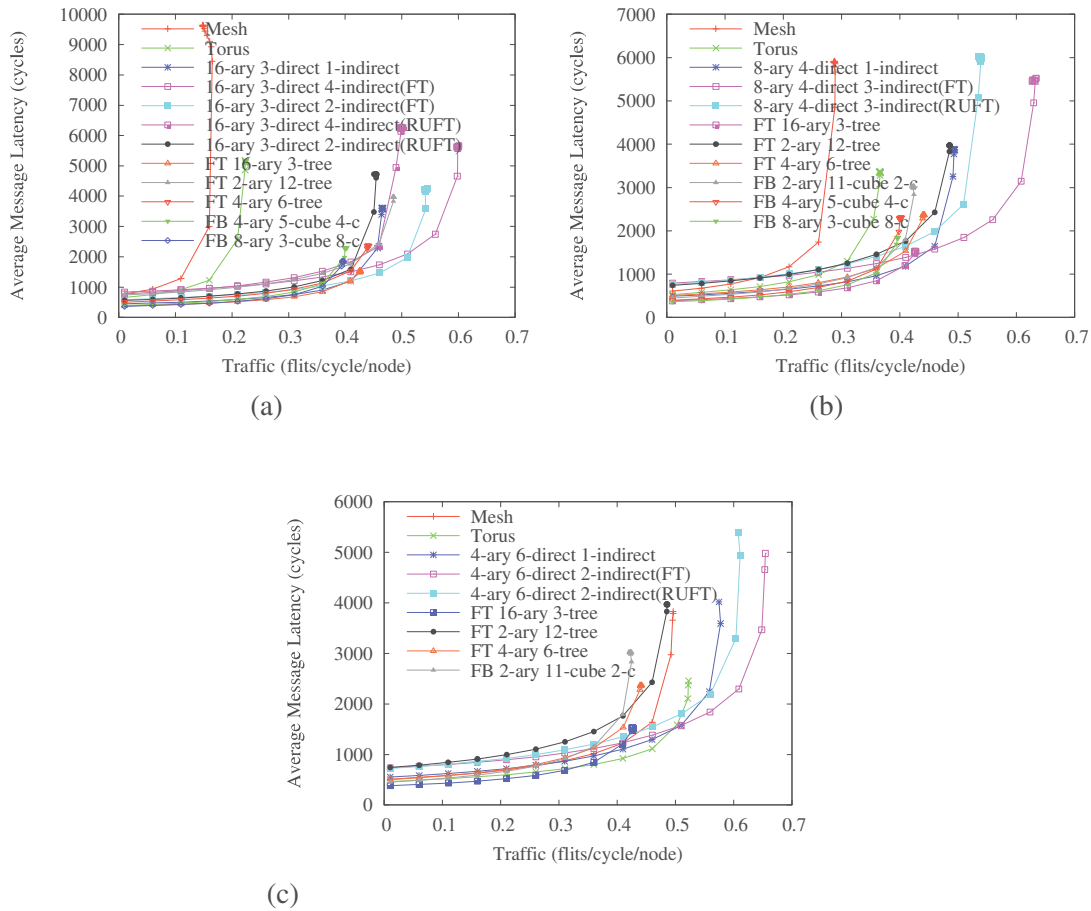 10000
9000
8000
7000
6000
5000
4000
3000
2000
1000
0
Average Message Latency (cycles)
Mesh
Torus
16-ary 3-direct 1-indirect
16-ary 3-direct 4-indirect(FT)
16-ary 3-direct 2-indirect(FT)
16-ary 3-direct 4-indirect(RUFT)
16-ary 3-direct 2-indirect(RUFT)
FT 16-ary 3-tree
FT 2-ary 12-tree
FT 4-ary 6-tree
FB 4-ary 5-cube 4-c
FB 8-ary 3-cube 8-c
0 0.1 0.2 0.3 0.4 0.5 0.6 0.7
Traffic (flits/cycle/node)
(a)
7000
6000
5000
4000
3000
2000
1000
0
Average Message Latency (cycles)
Mesh
Torus
8-ary 4-direct 1-indirect
8-ary 4-direct 3-indirect(FT)
8-ary 4-direct 3-indirect(RUFT)
FT 16-ary 3-tree
FT 2-ary 12-tree
FT 4-ary 6-tree
FB 2-ary 11-cube 2-c
FB 4-ary 5-cube 4-c
FB 8-ary 3-cube 8-c
0 0.1 0.2 0.3 0.4 0.5 0.6 0.7
Traffic (flits/cycle/node)
(b)
6000
5000
4000
3000
2000
1000
0
Average Message Latency (cycles)
Mesh
Torus
4-ary 6-direct 1-indirect
4-ary 6-direct 2-indirect(FT)
4-ary 6-direct 2-indirect(RUFT)
FT 16-ary 3-tree
FT 2-ary 12-tree
FT 4-ary 6-tree
FB 2-ary 11-cube 2-c
0 0.1 0.2 0.3 0.4 0.5 0.6 0.7
Traffic (flits/cycle/node)
(c)